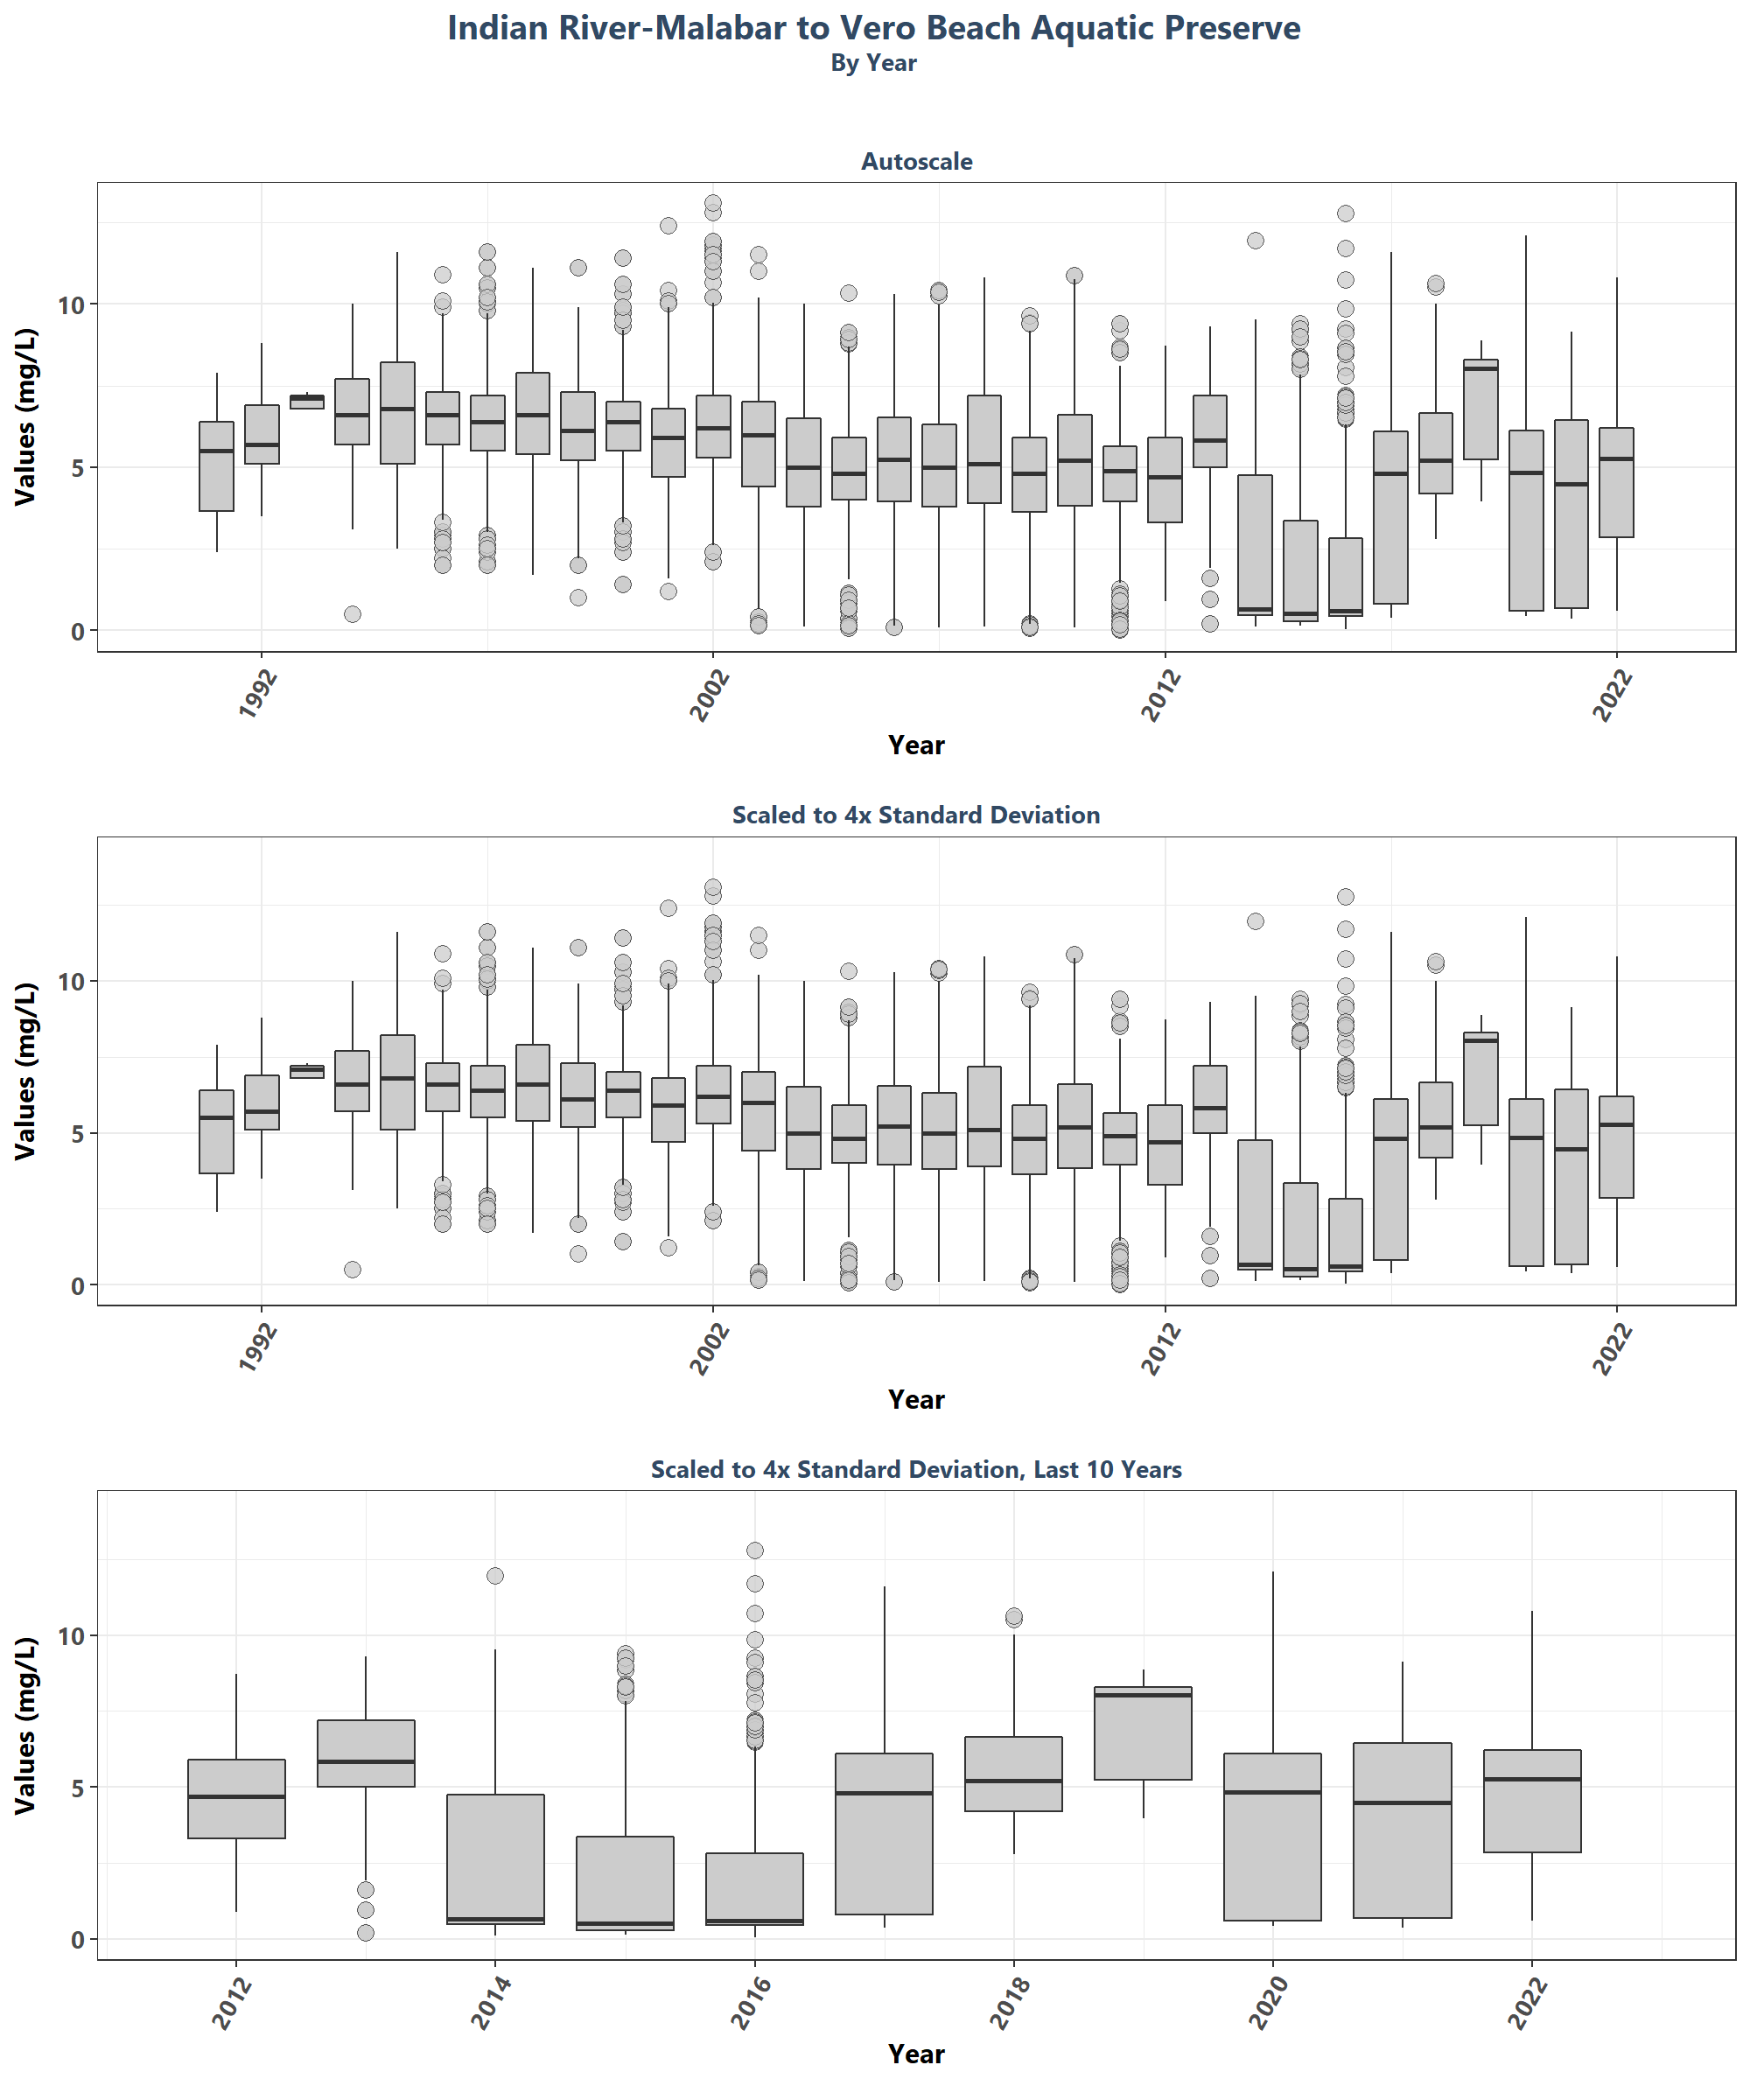 Indian River-Malabar to Vero Beach Aquatic Preserve
By Year
Autoscale
Values (mg/L)
10
5
0
1992
2002
2012
2022
Year
Scaled to 4x Standard Deviation
Values (mg/L)
10
5
0
1992
2002
2012
2022
Year
Scaled to 4x Standard Deviation, Last 10 Years
Values (mg/L)
10
5
0
2012
2014
2016
2018
2020
2022
Year